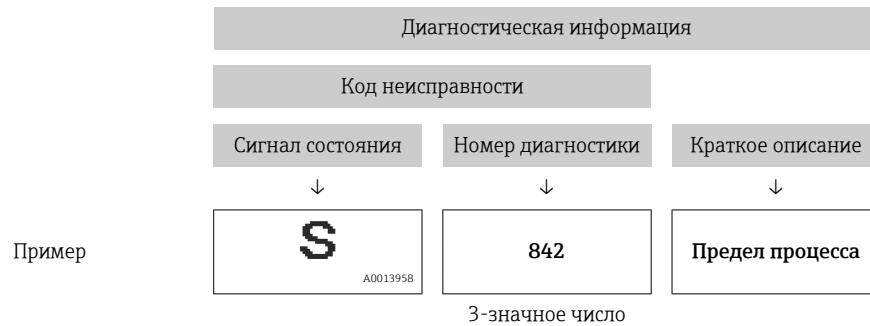 Диагностическая информация
Код неисправности
Сигнал состояния Номер диагностики Краткое описание
↓ ↓ ↓
Пример S 842 Предел процесса
A0013958
3-значное число